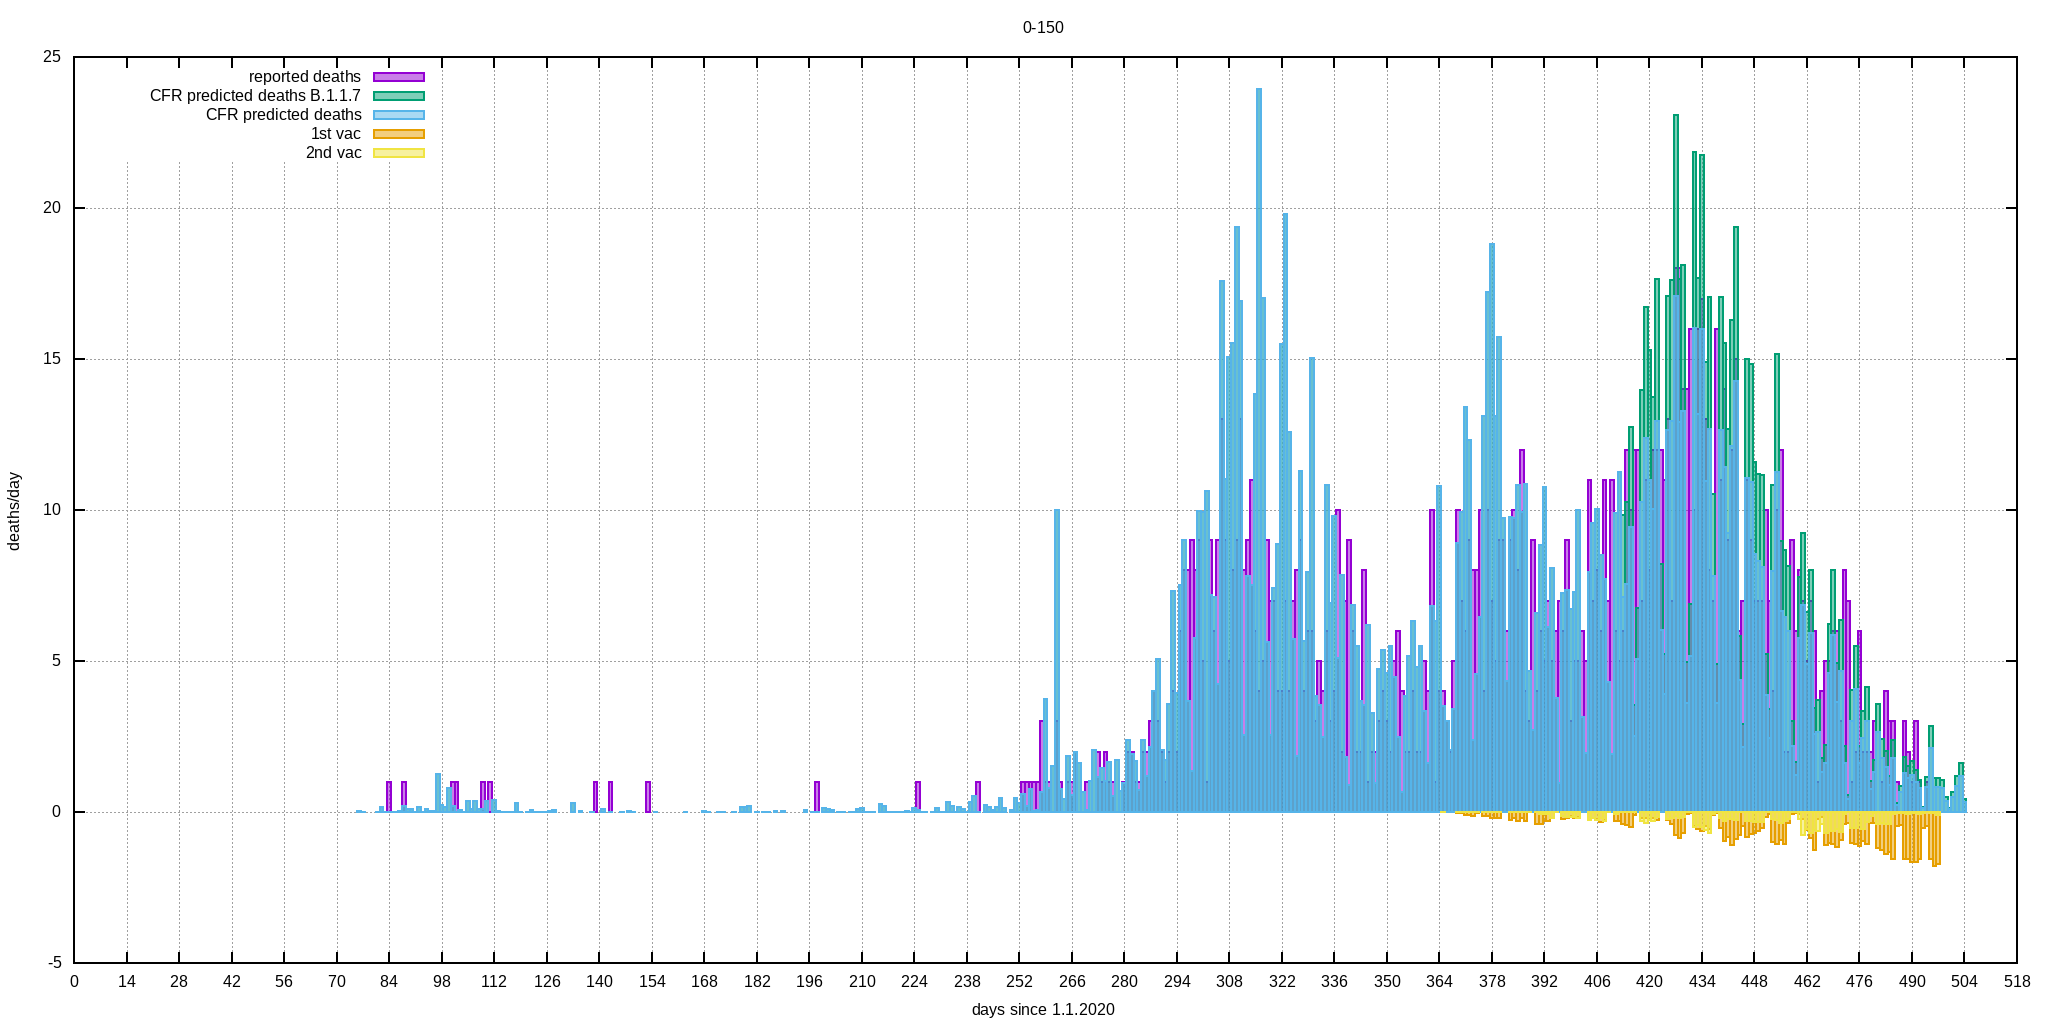 0-150
25
20
15
10
5
0
-5
deaths/day
reported deaths
CFR predicted deaths B.1.1.7
CFR predicted deaths
1st vac
2nd vac
0 14 28 42 56 70 84 98 112 126 140 154 168 182 196 210 224 238 252 266 280 294 308 322 336 350 364 378 392 406 420 434 448 462 476 490 504 518
days since 1.1.2020